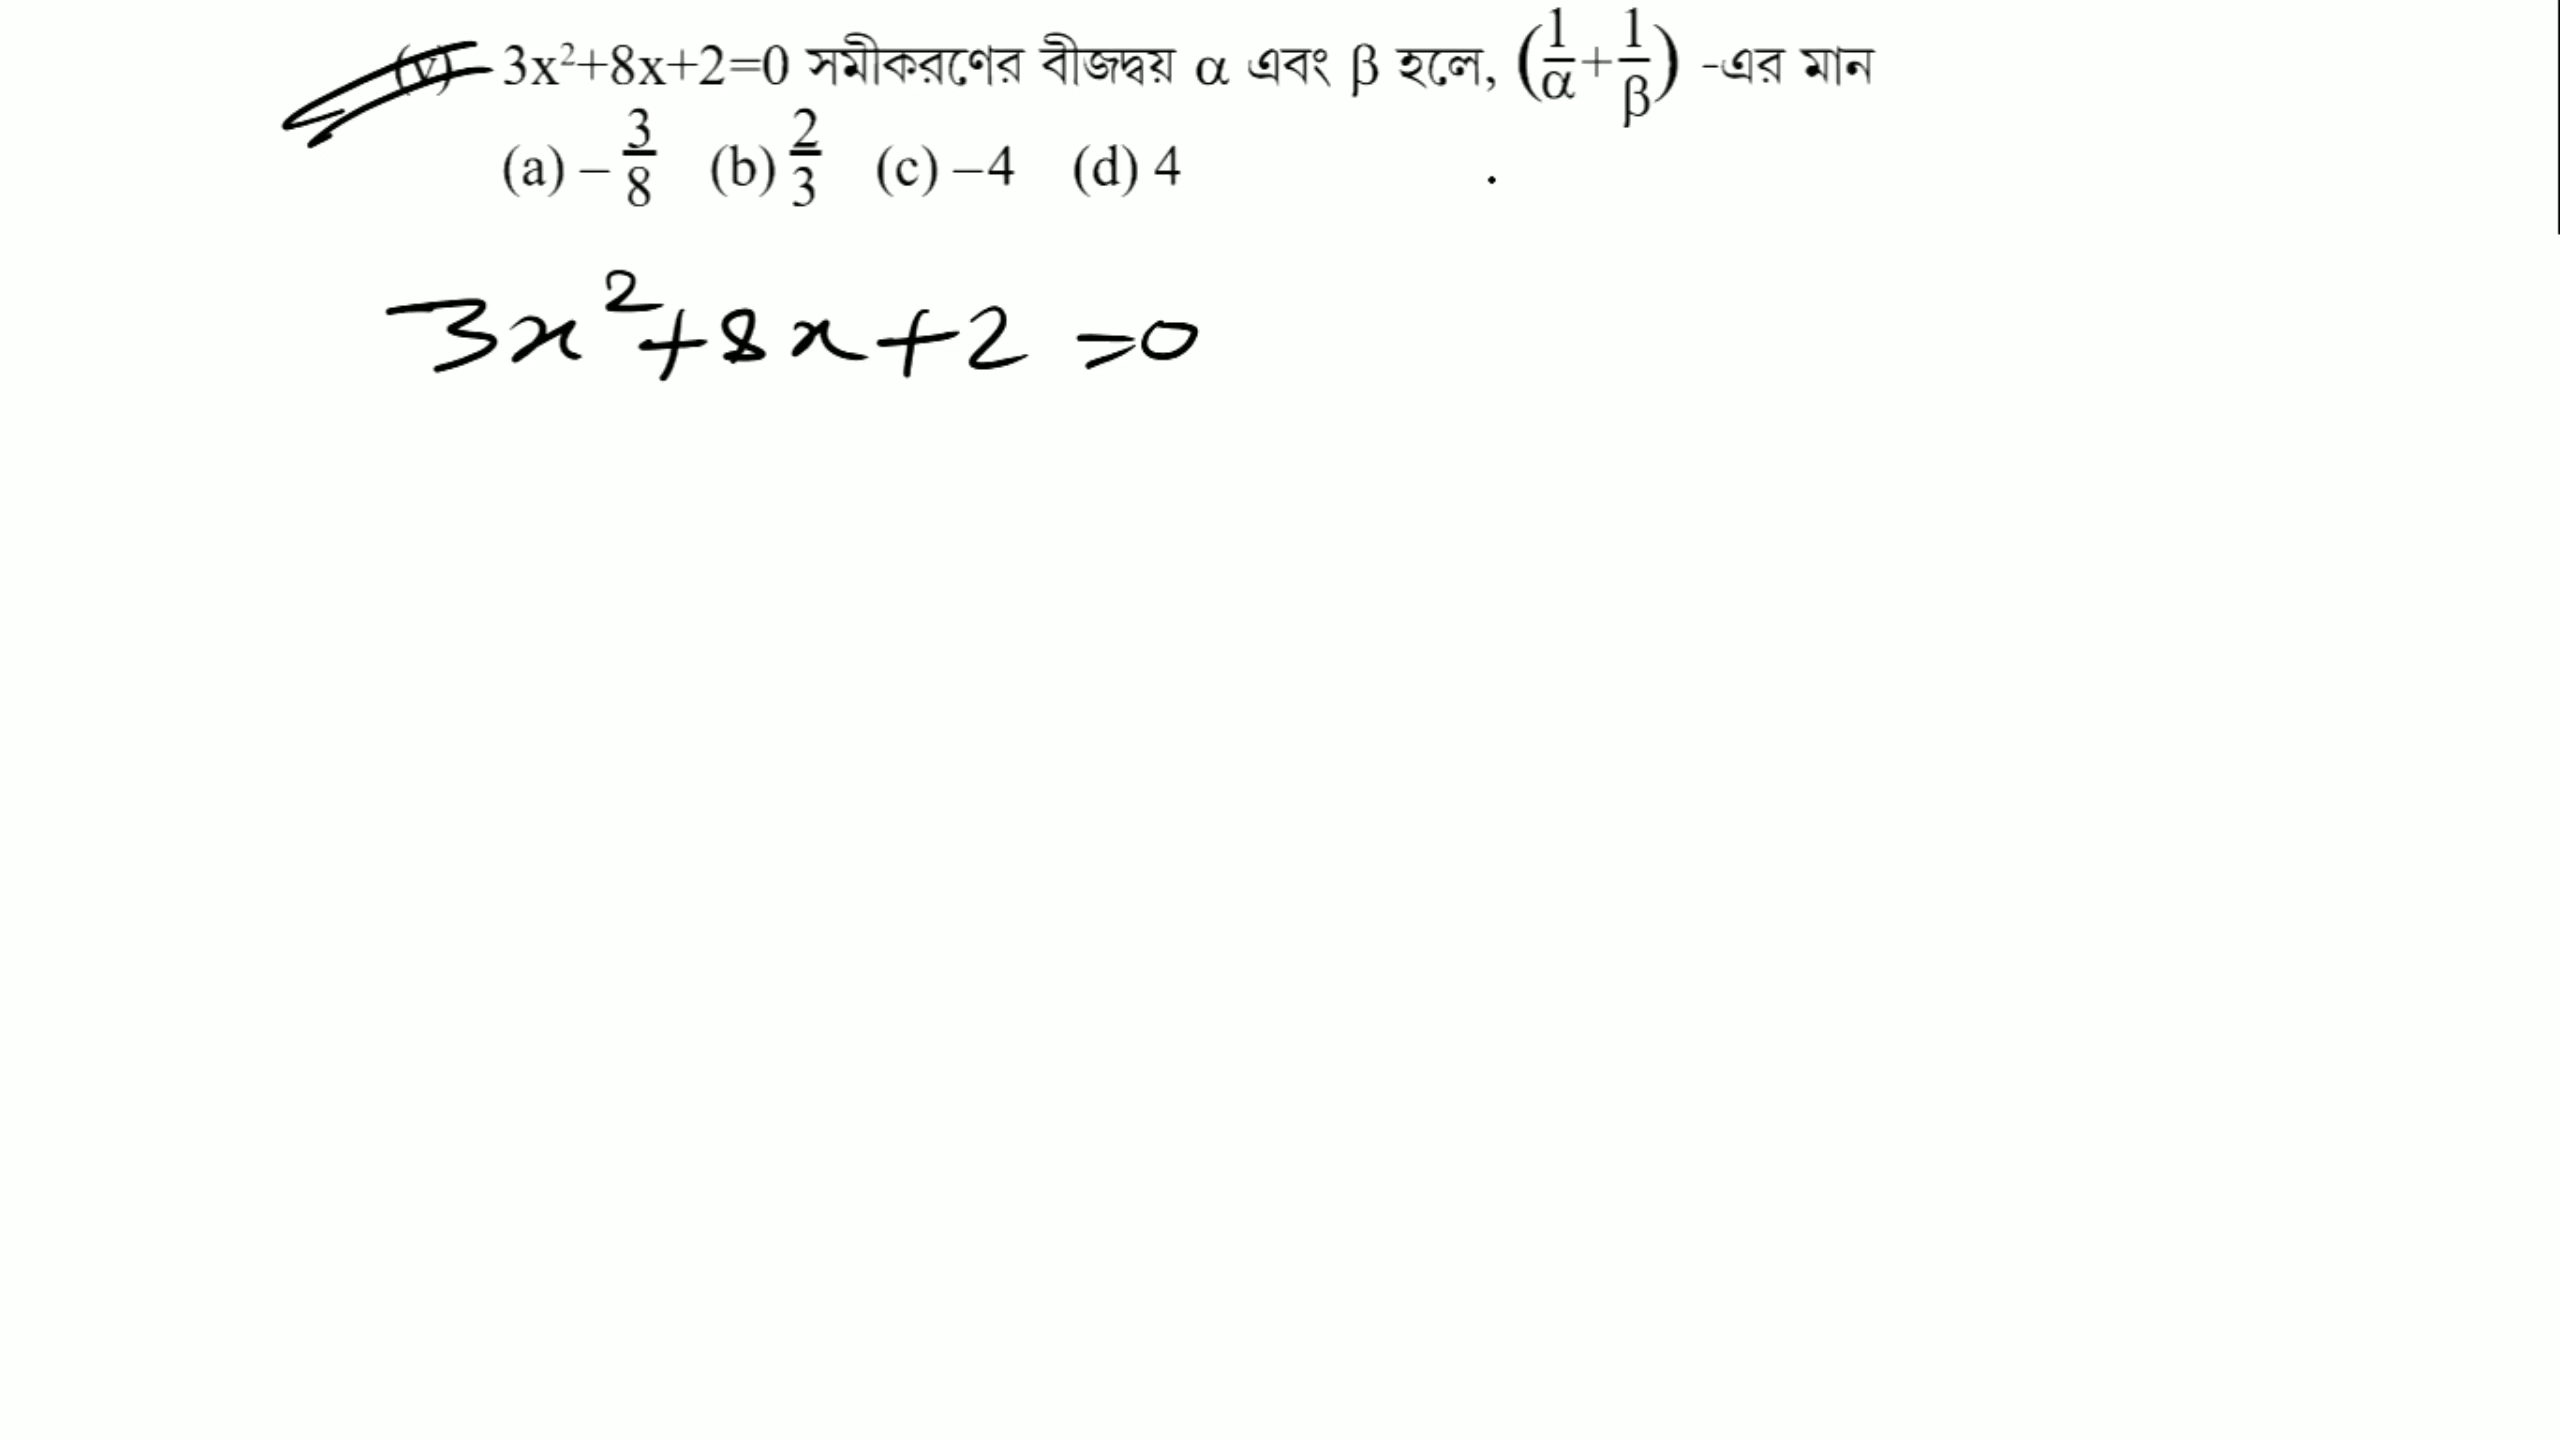 (v) 3x²+8x+2=0 সমীকরণের বীজদ্বয় α এবং β হলে, (1/α+1/β) -এর মান
(a) –3/8 (b) 2/3 (c) –4 (d) 4
3x²+8x+2=0